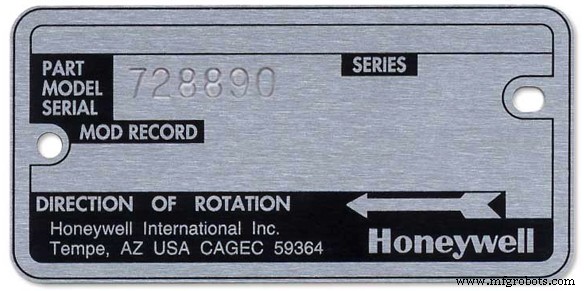 PART 728890 SERIES
MODEL
SERIAL
MOD RECORD
DIRECTION OF ROTATION
Honeywell International Inc.
Tempe, AZ USA CAGEC 59364
Honeywell
www.mfgrobots.com